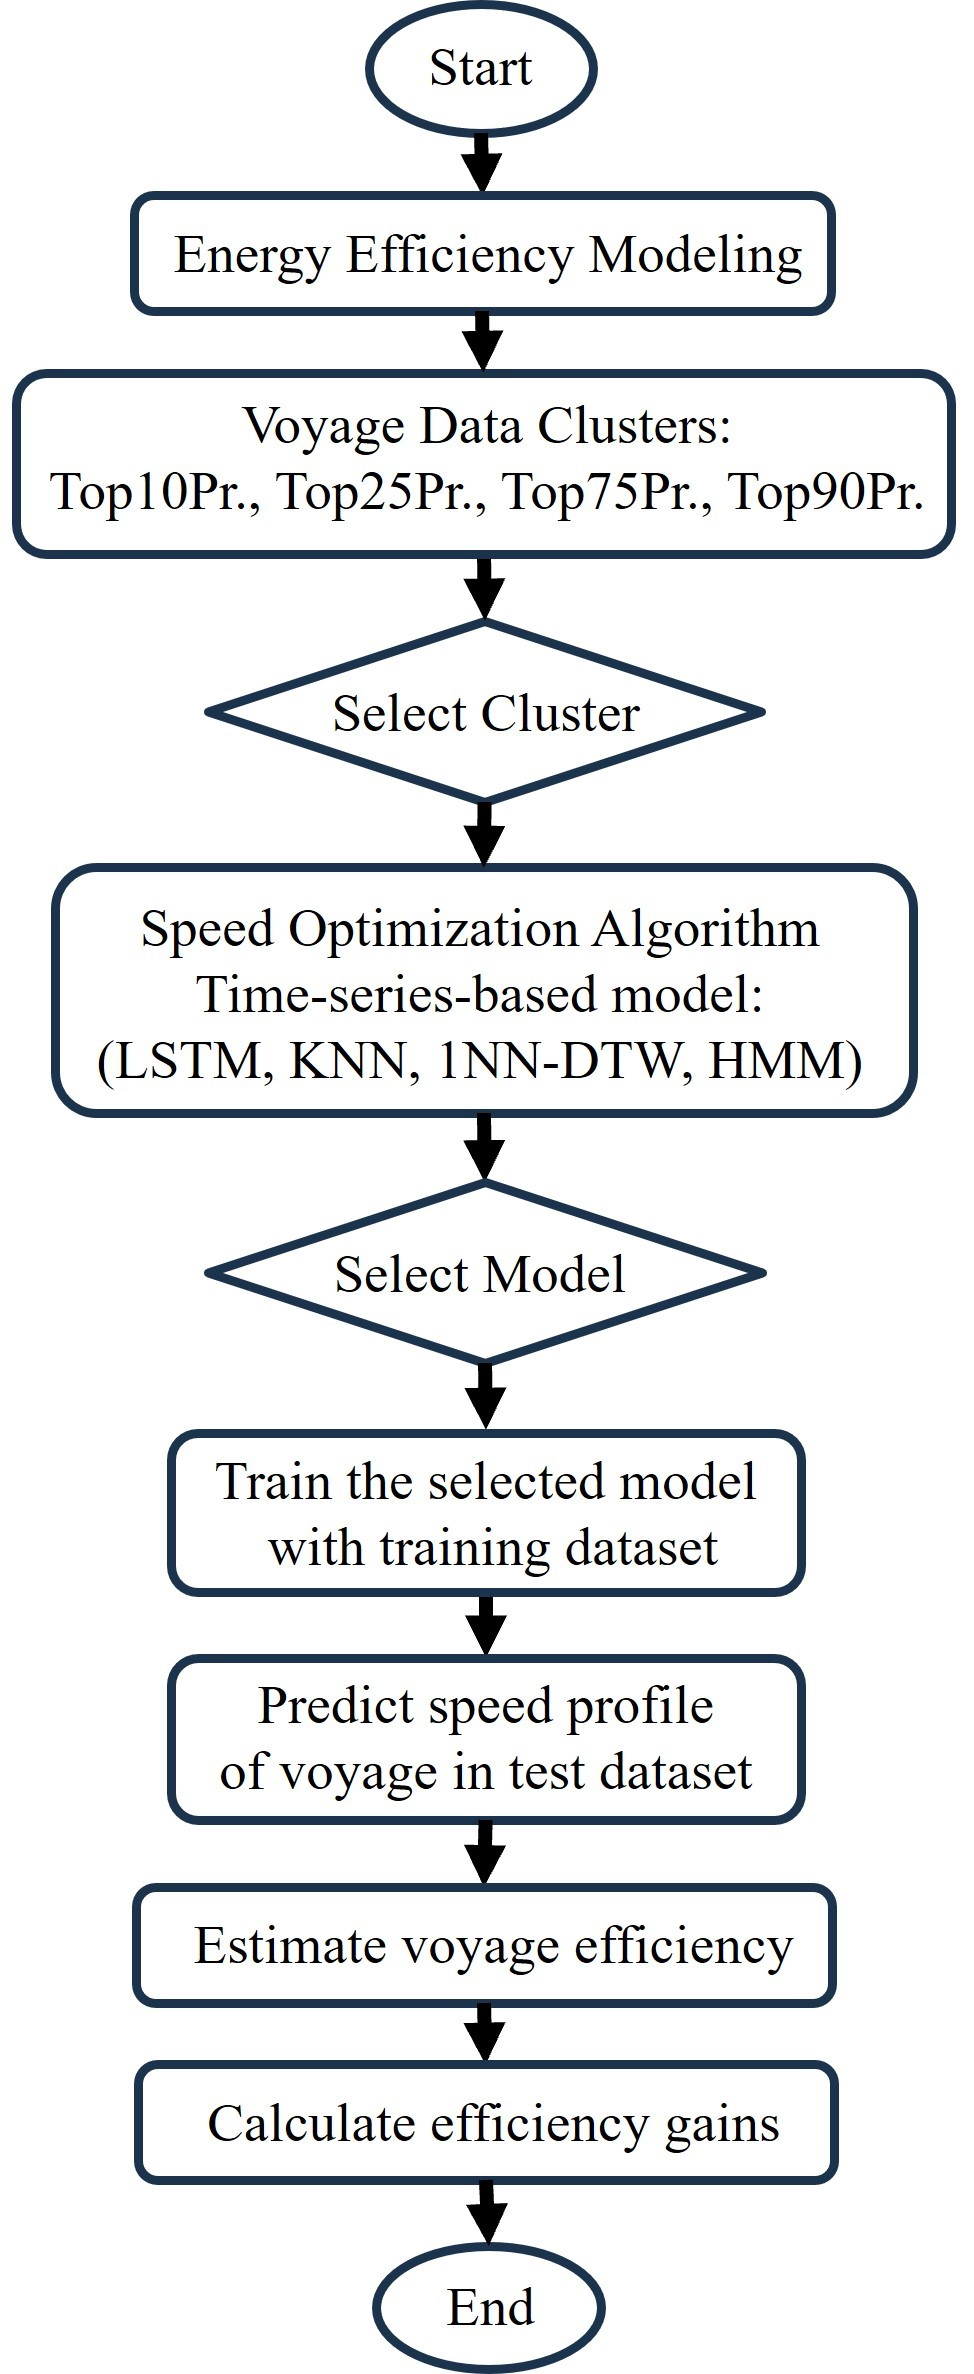 Start
Energy Efficiency Modeling
Voyage Data Clusters:
Top10Pr., Top25Pr., Top75Pr., Top90Pr.
Select Cluster
Speed Optimization Algorithm
Time-series-based model:
(LSTM, KNN, 1NN-DTW, HMM)
Select Model
Train the selected model
with training dataset
Predict speed profile
of voyage in test dataset
Estimate voyage efficiency
Calculate efficiency gains
End